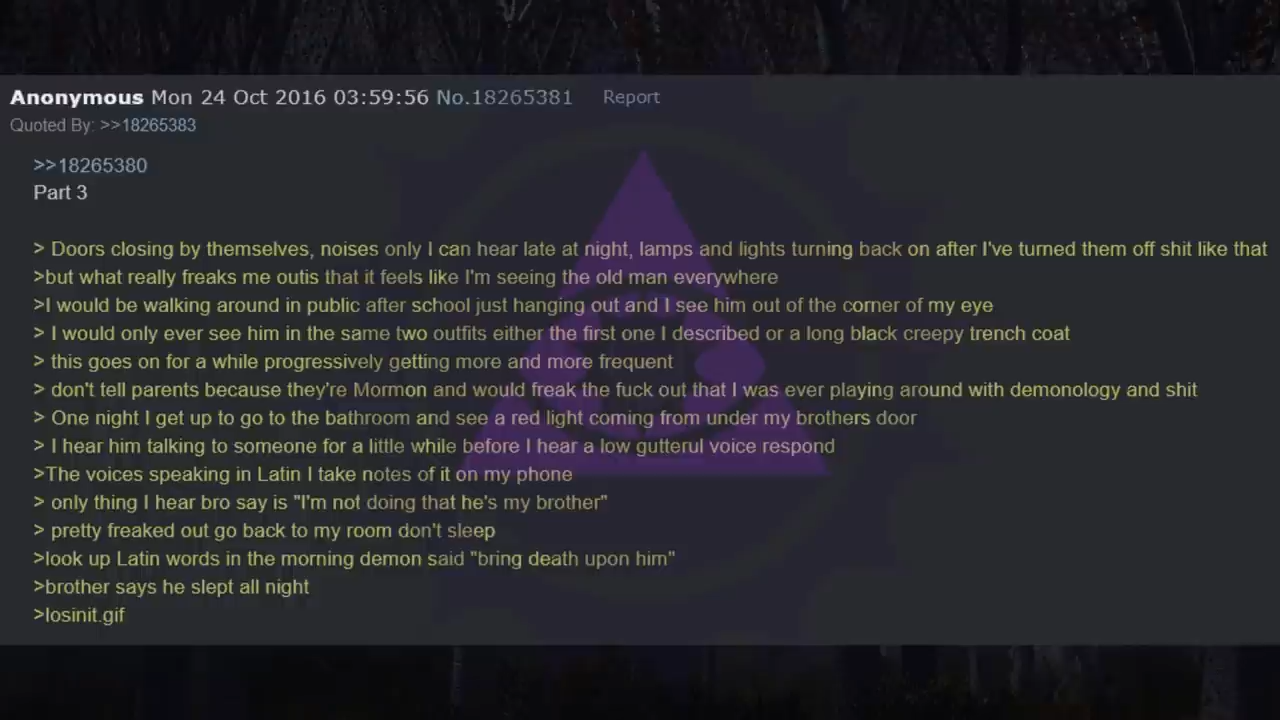 Anonymous Mon 24 Oct 2016 03:59:56 No.18265381 Report
Quoted By: >>18265383
>>18265380
Part 3
> Doors closing by themselves, noises only I can hear late at night, lamps and lights turning back on after I've turned them off shit like that
>but what really freaks me outis that it feels like I'm seeing the old man everywhere
>I would be walking around in public after school just hanging out and I see him out of the corner of my eye
> I would only ever see him in the same two outfits either the first one I described or a long black creepy trench coat
> this goes on for a while progressively getting more and more frequent
> don't tell parents because they're Mormon and would freak the fuck out that I was ever playing around with demonology and shit
> One night I get up to go to the bathroom and see a red light coming from under my brothers door
> I hear him talking to someone for a little while before I hear a low gutterul voice respond
>The voices speaking in Latin I take notes of it on my phone
> only thing I hear bro say is "I'm not doing that he's my brother"
> pretty freaked out go back to my room don't sleep
>look up Latin words in the morning demon said "bring death upon him"
>brother says he slept all night
>losinit.gif